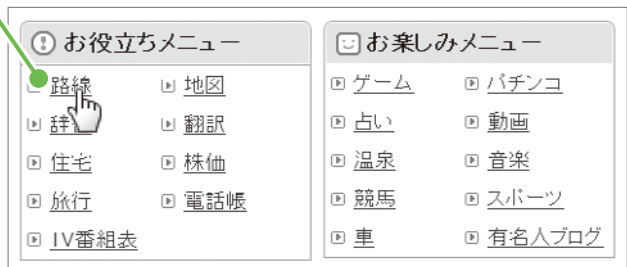 お役立ちメニュー
路線 地図
翻訳
住宅 株価
旅行 電話帳
TV番組表
お楽しみメニュー
ゲーム パチンコ
占い 動画
温泉 音楽
競馬 スポーツ
車 有名人ブログ